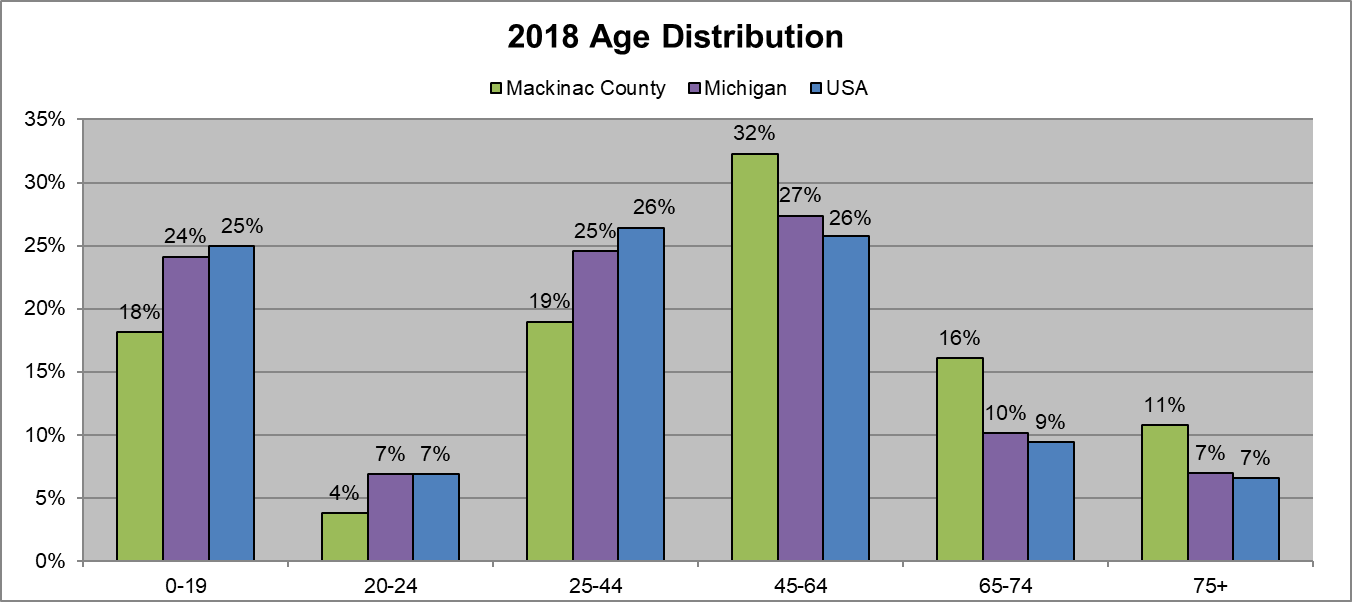 2018 Age Distribution
Mackinac County Michigan USA
35%
30%
25%
20%
15%
10%
5%
0%
18% 24% 25%
4% 7% 7%
19% 25% 26%
32% 27% 26%
16% 10% 9%
11% 7% 7%
0-19 20-24 25-44 45-64 65-74 75+